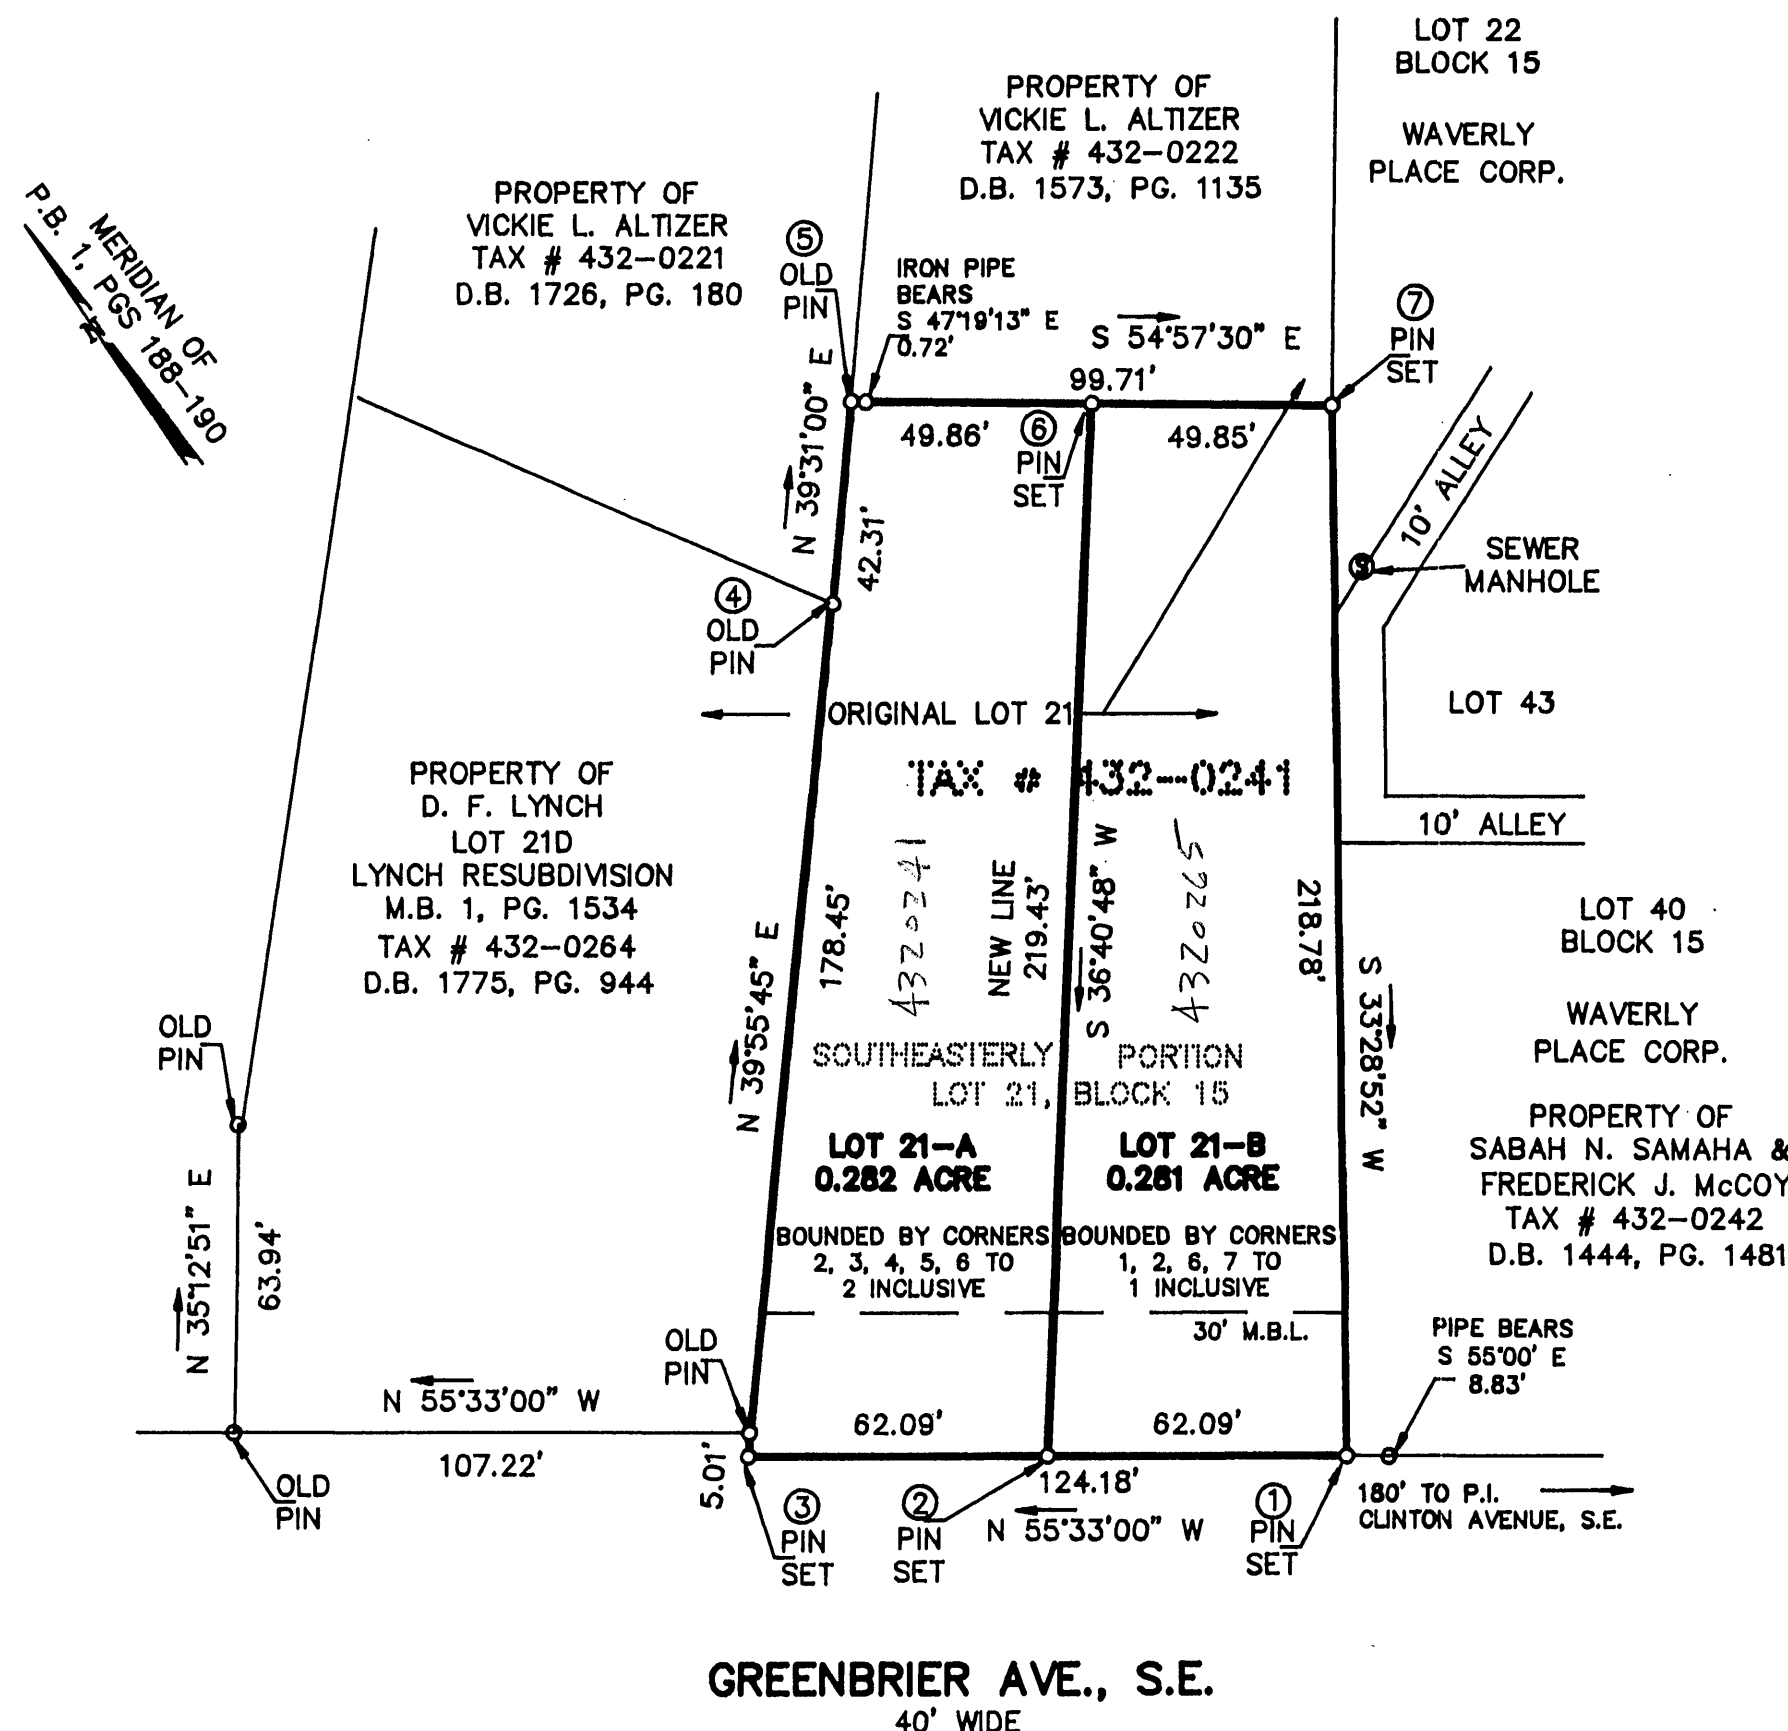 LOT 22
BLOCK 15
WAVERLY
PLACE CORP.
PROPERTY OF
VICKIE L. ALTIZER
TAX # 432-0222
D.B. 1573, PG. 1135
PROPERTY OF
VICKIE L. ALTIZER
TAX # 432-0221
D.B. 1726, PG. 180
MERIDIAN OF
P.B. 1, PGS 188-190
N
5
OLD
PIN
IRON PIPE
BEARS
S 47°19'13" E
0.72'
S 54°57'30" E
99.71'
7
PIN
SET
49.86'
6
PIN
SET
49.85'
N 39°31'00" E
42.31'
10' ALLEY
S
SEWER
MANHOLE
4
OLD
PIN
ORIGINAL LOT 21
LOT 43
TAX # 432-0241
10' ALLEY
PROPERTY OF
D. F. LYNCH
LOT 21D
LYNCH RESUBDIVISION
M.B. 1, PG. 1534
TAX # 432-0264
D.B. 1775, PG. 944
N 39°55'45" E
178.45'
4320241
NEW LINE
219.43'
S 36°40'48" W
4320265
218.78'
S 33°28'52" W
LOT 40
BLOCK 15
WAVERLY
PLACE CORP.
PROPERTY OF
SABAH N. SAMAHA &
FREDERICK J. McCOY
TAX # 432-0242
D.B. 1444, PG. 1481
OLD
PIN
SOUTHEASTERLY PORTION
LOT 21, BLOCK 15
LOT 21-A
0.282 ACRE
LOT 21-B
0.281 ACRE
BOUNDED BY CORNERS
2, 3, 4, 5, 6 TO
2 INCLUSIVE
BOUNDED BY CORNERS
1, 2, 6, 7 TO
1 INCLUSIVE
30' M.B.L.
N 35°12'51" E
63.94'
OLD
PIN
PIPE BEARS
S 55°00' E
8.83'
N 55°33'00" W
107.22'
OLD
PIN
5.01'
62.09'
62.09'
124.18'
N 55°33'00" W
3
PIN
SET
2
PIN
SET
1
PIN
SET
180' TO P.I.
CLINTON AVENUE, S.E.
GREENBRIER AVE., S.E.
40' WIDE